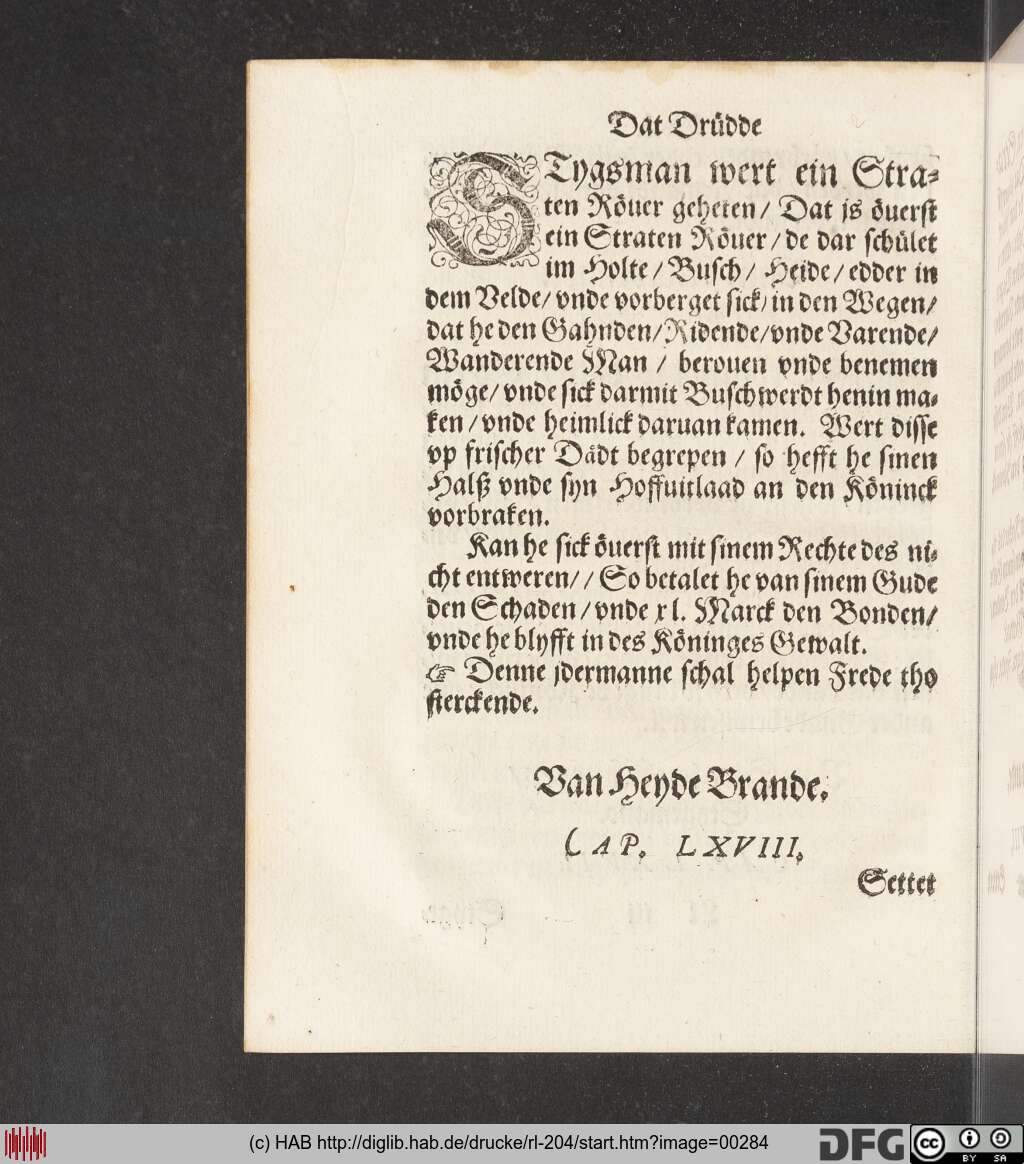 Dat Drüdde
STygsman wert ein Stra-
ten Röuer geheten/ Dat js öuerst
ein Straten Röuer/de dar schület
im Holte/Busch/ Heide/edder in
dem Velde/vnde vorberget sick/in den Wegen/
dat he den Gahnden/Ridende/vnde Varende/
Wanderende Man / berouen vnde benemen
möge/vnde sick darmit Buschwerdt henin ma-
ken/vnde heimlick daruan kamen. Wert disse
vp frischer Dädt begrepen / so hefft he sinen
Halß vnde syn Hoffuitlaad an den Köninck
vorbraken.
Kan he sick öuerst mit sinem Rechte des ni-
cht entweren// So betalet he van sinem Gude
den Schaden/vnde xl. Marck den Bonden/
vnde he blyfft in des Köninges Gewalt.
☞ Denne jdermanne schal helpen Frede tho
sterckende.
Van Heyde Brande.
CAP. LXVIII.
Settet
(c) HAB http://diglib.hab.de/drucke/rl-204/start.htm?image=00284
DFG
cc BY SA